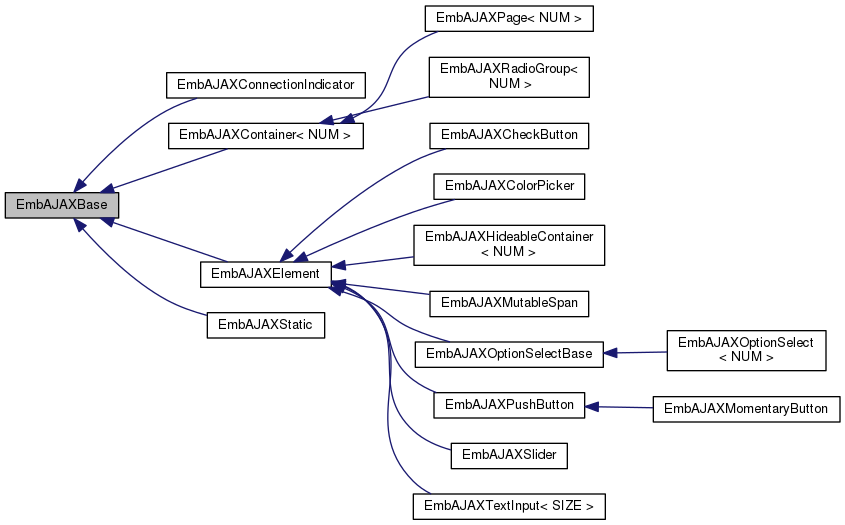 EmbAJAXPage< NUM >
EmbAJAXConnectionIndicator
EmbAJAXRadioGroup<
NUM >
EmbAJAXContainer< NUM >
EmbAJAXCheckButton
EmbAJAXColorPicker
EmbAJAXBase
EmbAJAXHideableContainer
< NUM >
EmbAJAXElement
EmbAJAXMutableSpan
EmbAJAXStatic
EmbAJAXOptionSelectBase
EmbAJAXOptionSelect
< NUM >
EmbAJAXPushButton
EmbAJAXMomentaryButton
EmbAJAXSlider
EmbAJAXTextInput< SIZE >